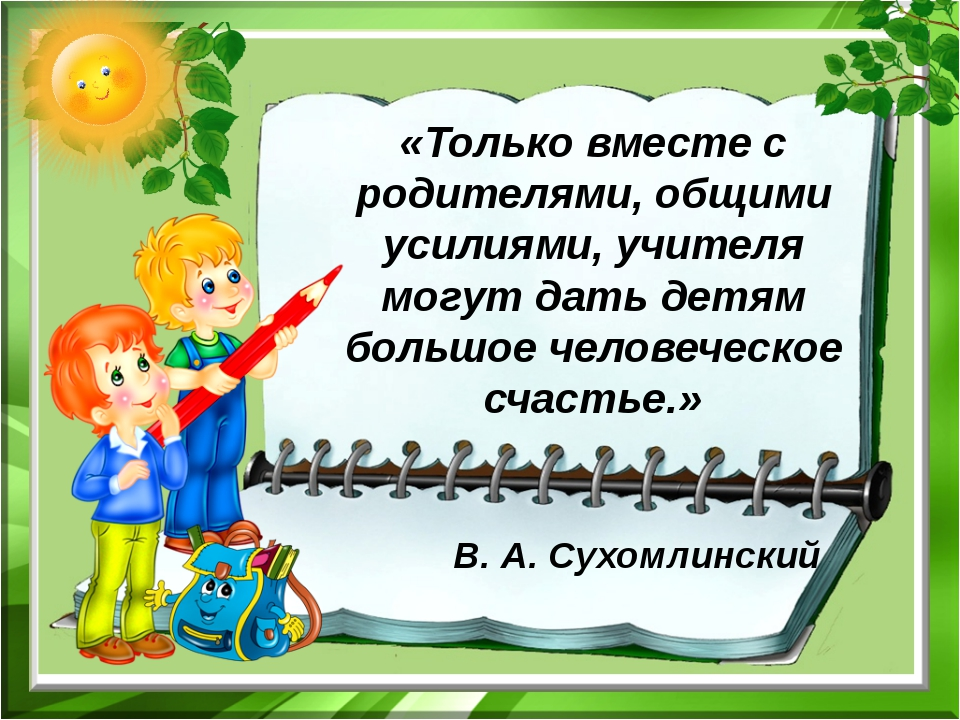 «Только вместе с
родителями, общими
усилиями, учителя
могут дать детям
большое человеческое
счастье.»
В. А. Сухомлинский